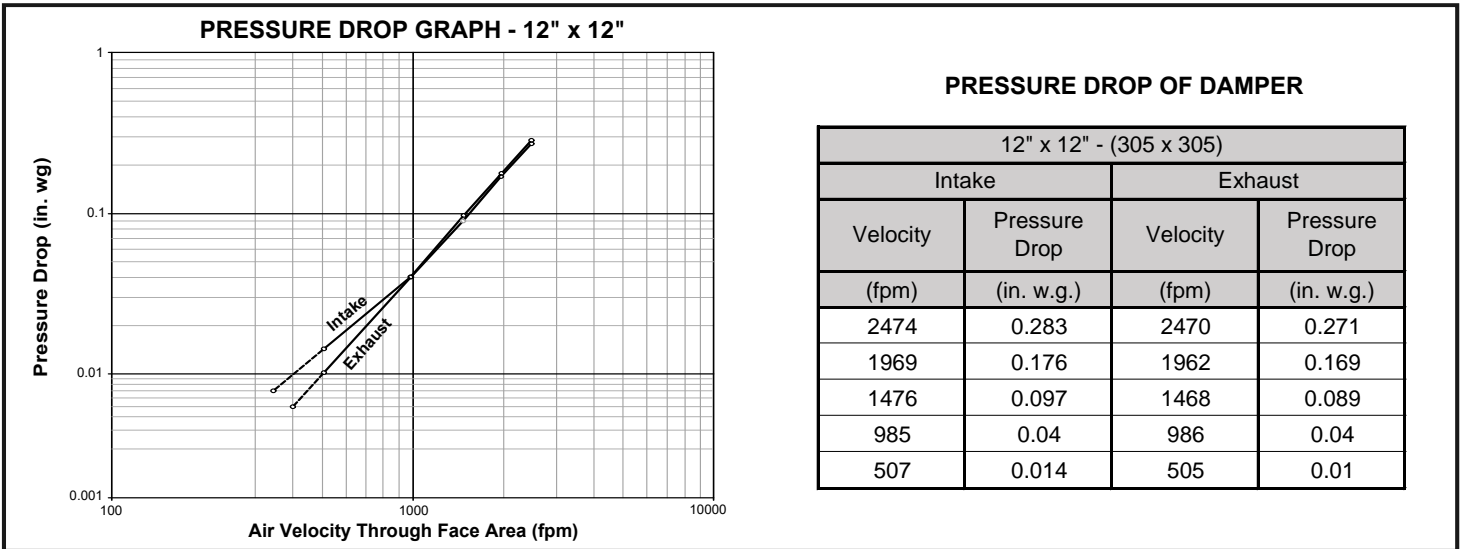 PRESSURE DROP GRAPH - 12" x 12"
1
0.1
0.01
0.001
Pressure Drop (in. wg)
Intake
Exhaust
100
1000
10000
Air Velocity Through Face Area (fpm)
PRESSURE DROP OF DAMPER
12" x 12" - (305 x 305)
Intake Exhaust
Velocity Pressure Drop Velocity Pressure Drop
(fpm) (in. w.g.) (fpm) (in. w.g.)
2474 0.283 2470 0.271
1969 0.176 1962 0.169
1476 0.097 1468 0.089
985 0.04 986 0.04
507 0.014 505 0.01